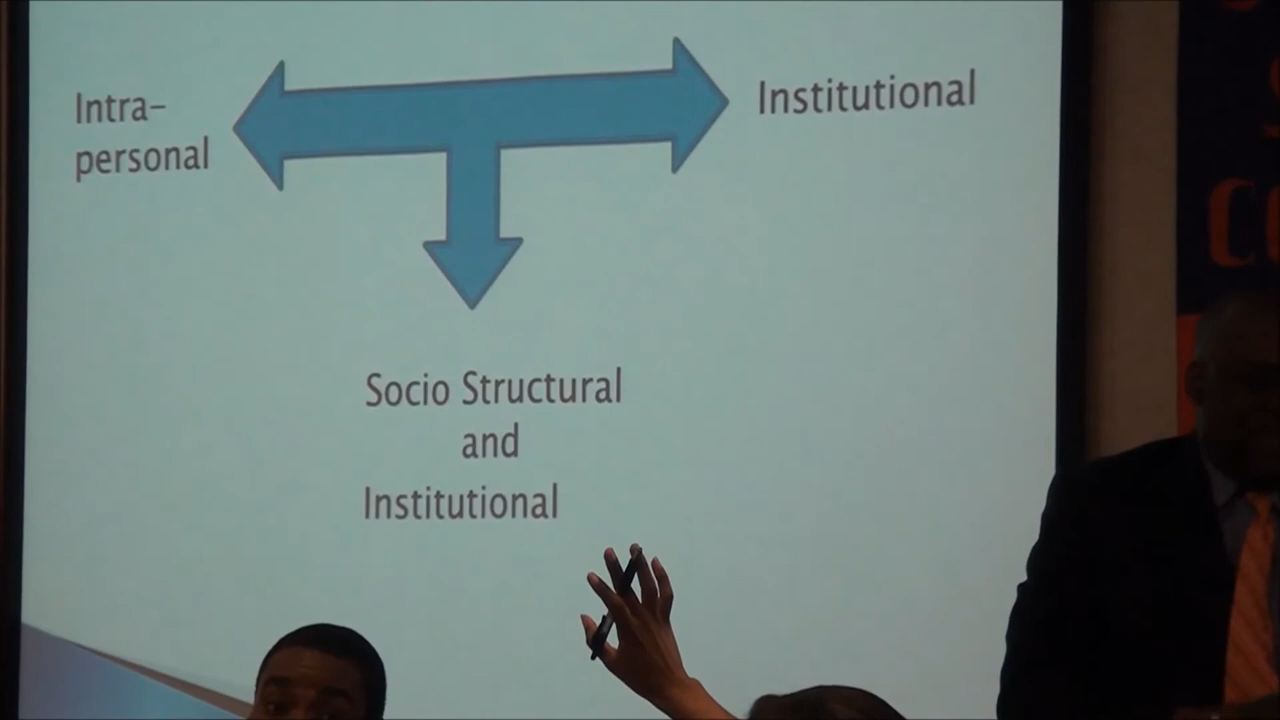 Intra-
personal
Institutional
Socio Structural
and
Institutional